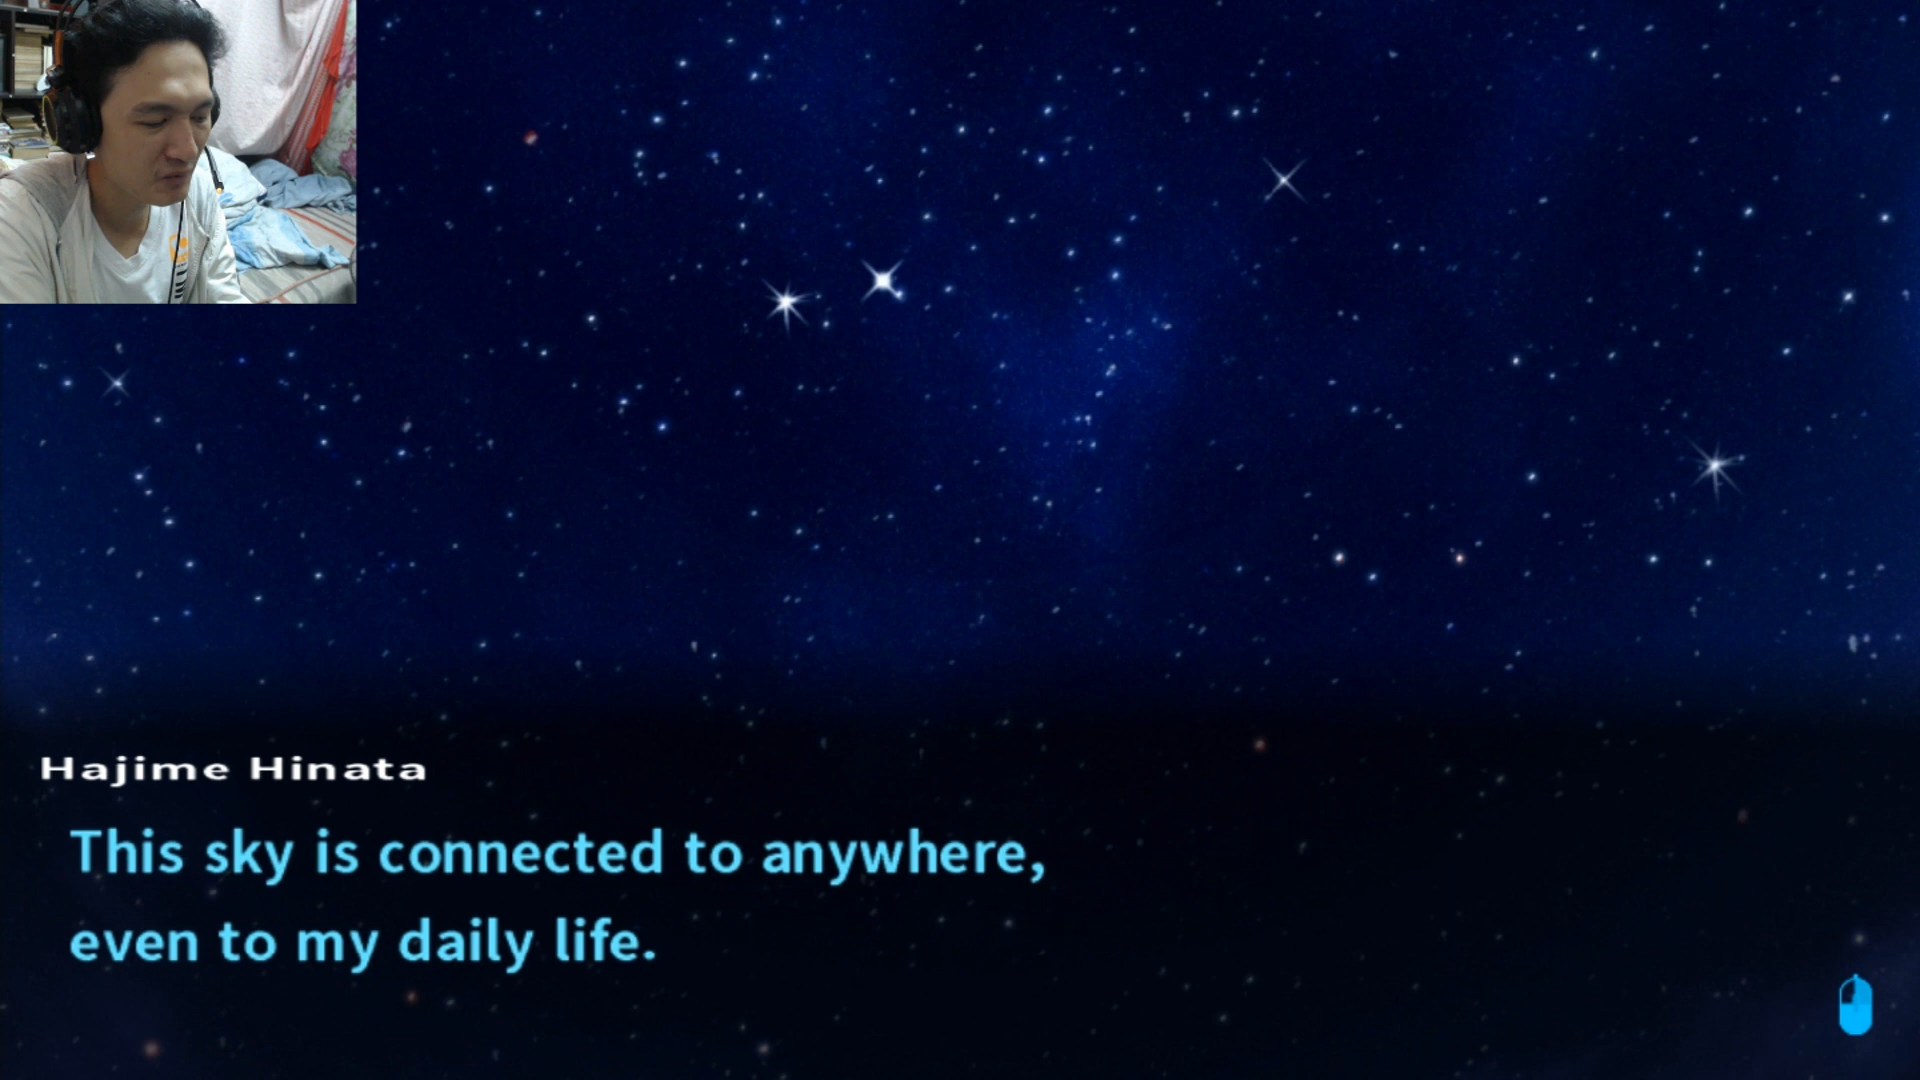 Hajime Hinata
This sky is connected to anywhere,
even to my daily life.